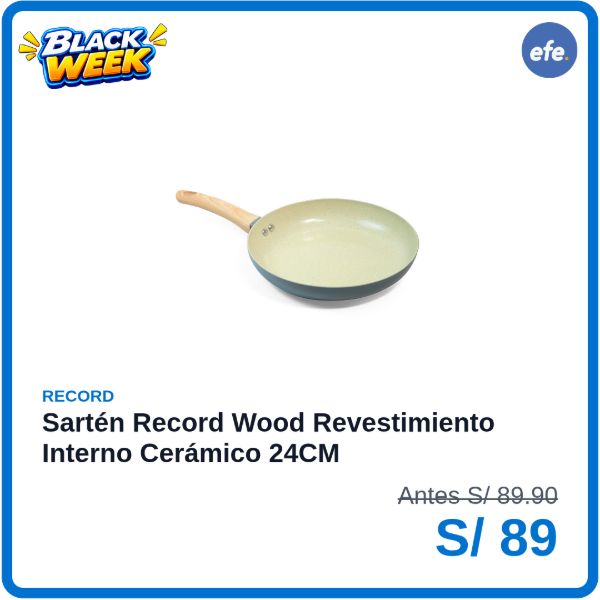 BLACK
WEEK
efe.
RECORD
Sartén Record Wood Revestimiento
Interno Cerámico 24CM
Antes S/ 89.90
S/ 89